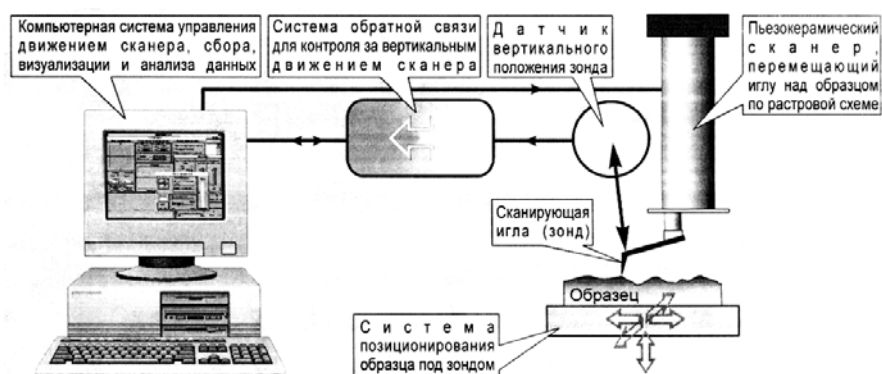 Компьютерная система управления
движением сканера, сбора,
визуализации и анализа данных
Система обратной связи
для контроля за вертикальным
движением сканера
Датчик
вертикального
положения зонда
Пьезокерамический
сканер,
перемещающий
иглу над образцом
по растровой схеме
Сканирующая
игла (зонд)
Образец
Система
позиционирования
образца под зондом